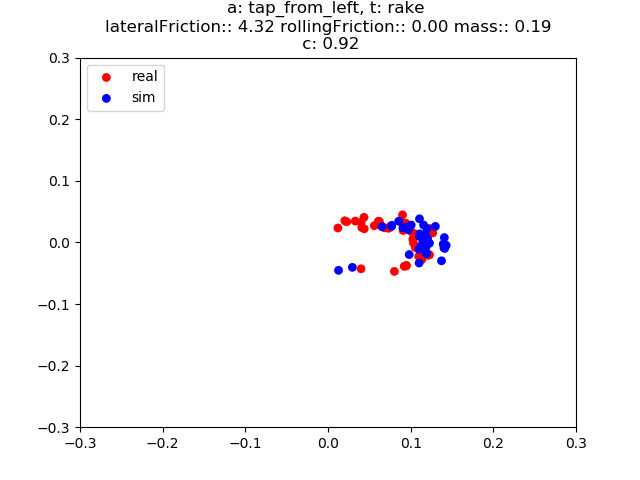 a: tap_from_left, t: rake
lateralFriction:: 4.32 rollingFriction:: 0.00 mass:: 0.19
c: 0.92
real
sim
0.3
0.2
0.1
0.0
−0.1
−0.2
−0.3
−0.3 −0.2 −0.1 0.0 0.1 0.2 0.3